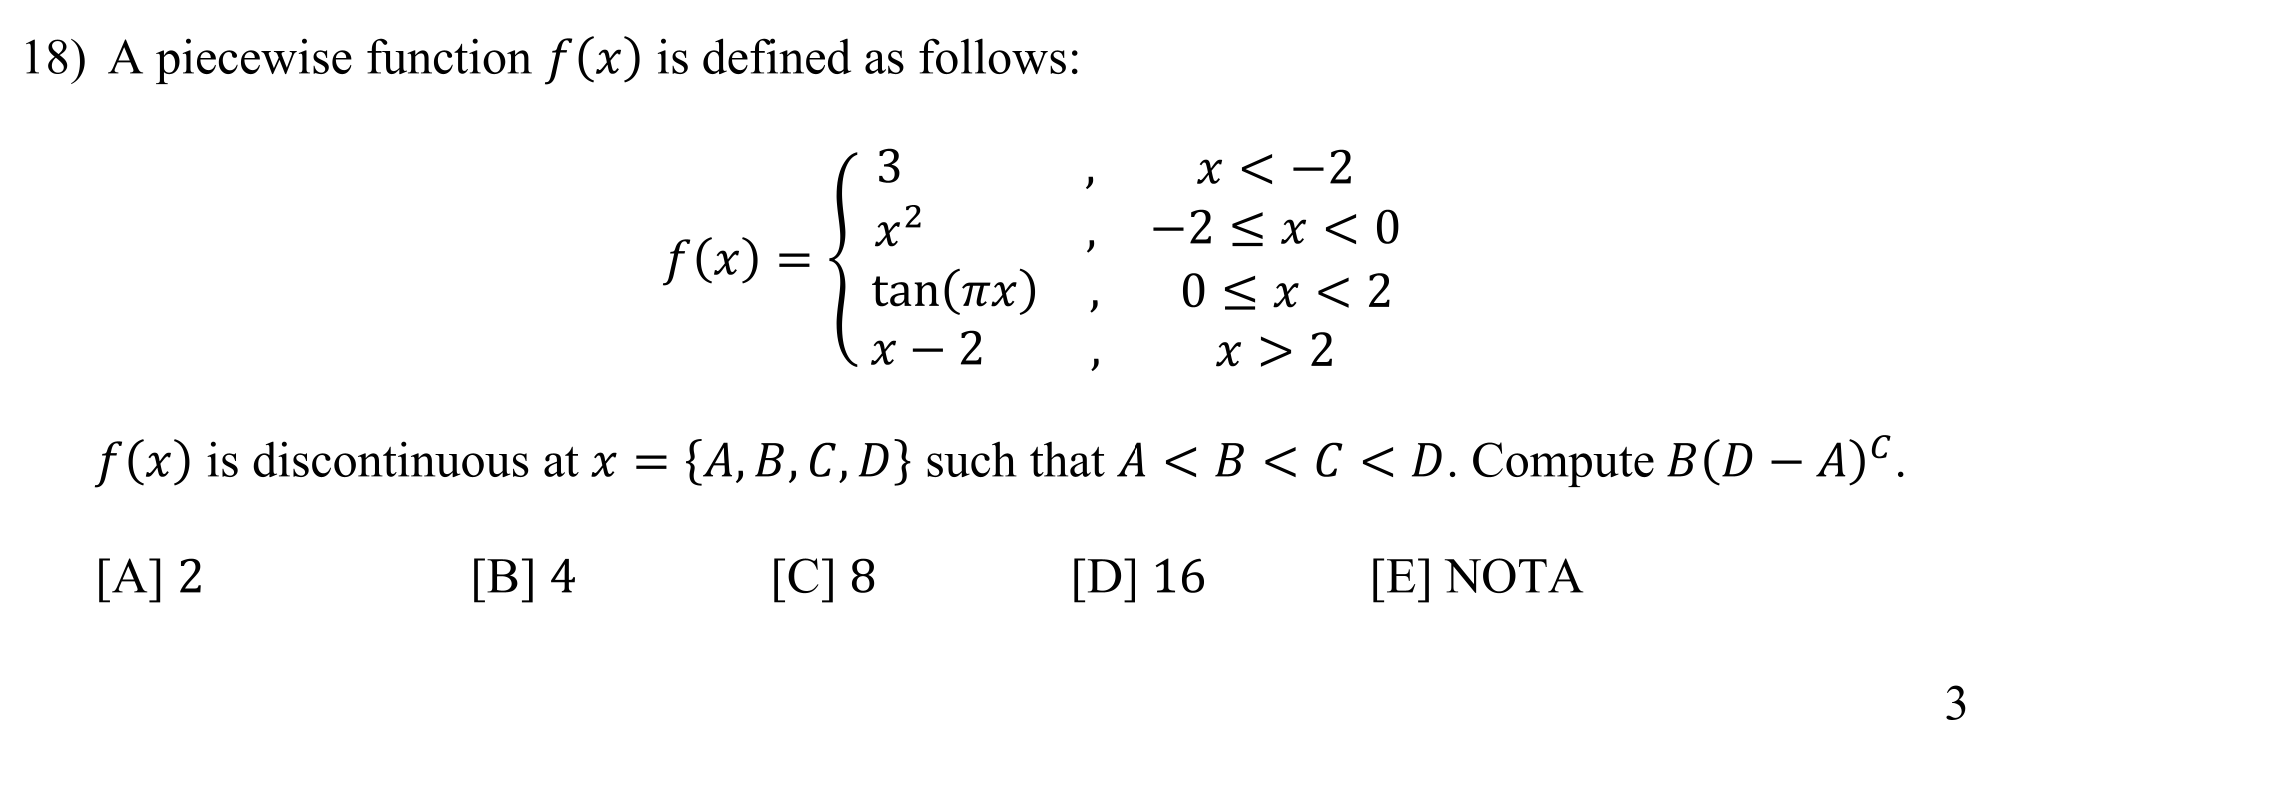 18) A piecewise function f(x) is defined as follows:
f(x) = { 3 , x < −2
x² , −2 ≤ x < 0
tan(πx) , 0 ≤ x < 2
x − 2 , x > 2
f(x) is discontinuous at x = {A, B, C, D} such that A < B < C < D. Compute B(D − A)ᶜ.
[A] 2 [B] 4 [C] 8 [D] 16 [E] NOTA
3